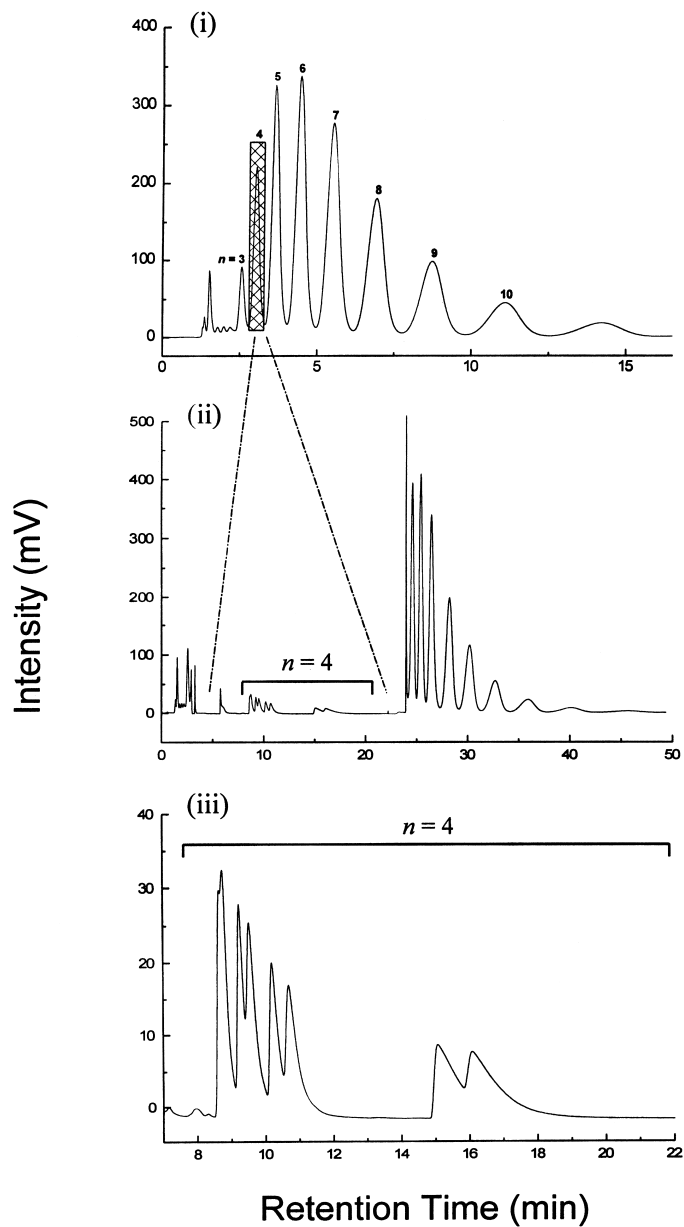 (i)
400
300
200
100
0
n = 3
4
5
6
7
8
9
10
0 5 10 15
(ii)
500
400
300
200
100
0
n = 4
0 10 20 30 40 50
Intensity (mV)
(iii)
40
30
20
10
0
n = 4
8 10 12 14 16 18 20 22
Retention Time (min)